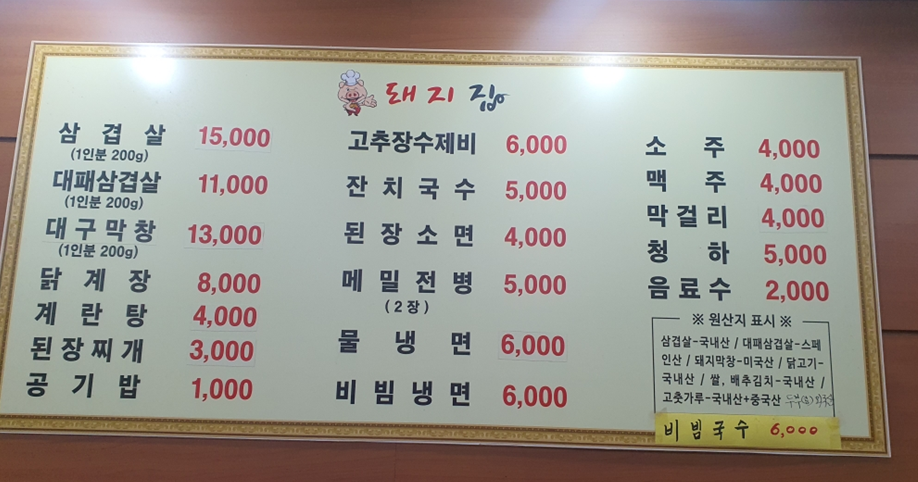 돼지집
삼겹살 15,000
(1인분 200g)
대패삼겹살 11,000
(1인분 200g)
대구막창 13,000
(1인분 200g)
닭계장 8,000
계란탕 4,000
된장찌개 3,000
공기밥 1,000
고추장수제비 6,000
잔치국수 5,000
된장소면 4,000
메밀전병 5,000
(2장)
물냉면 6,000
비빔냉면 6,000
소주 4,000
맥주 4,000
막걸리 4,000
청하 5,000
음료수 2,000
※ 원산지 표시 ※
삼겹살-국내산 / 대패삼겹살-스페
인산 / 돼지막창-미국산 / 닭고기-
국내산 / 쌀, 배추김치-국내산 /
고춧가루-국내산+중국산
비빔국수 6,000